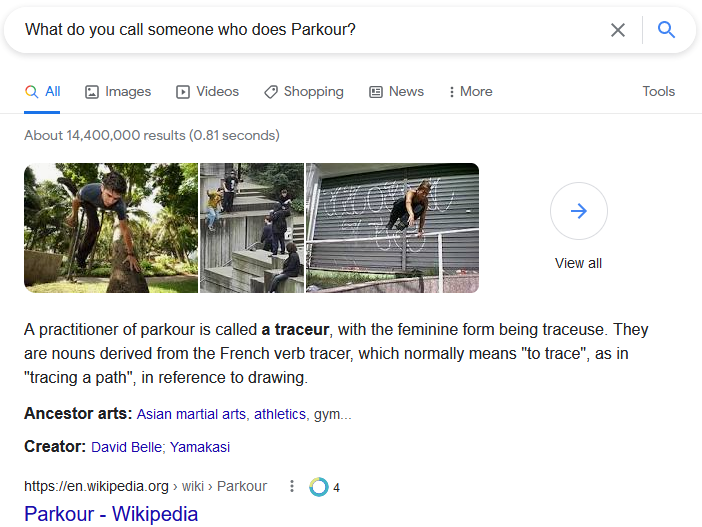 What do you call someone who does Parkour?
All Images Videos Shopping News More Tools
About 14,400,000 results (0.81 seconds)
View all
A practitioner of parkour is called a traceur, with the feminine form being traceuse. They
are nouns derived from the French verb tracer, which normally means "to trace", as in
"tracing a path", in reference to drawing.
Ancestor arts: Asian martial arts, athletics, gym...
Creator: David Belle; Yamakasi
https://en.wikipedia.org › wiki › Parkour 4
Parkour - Wikipedia